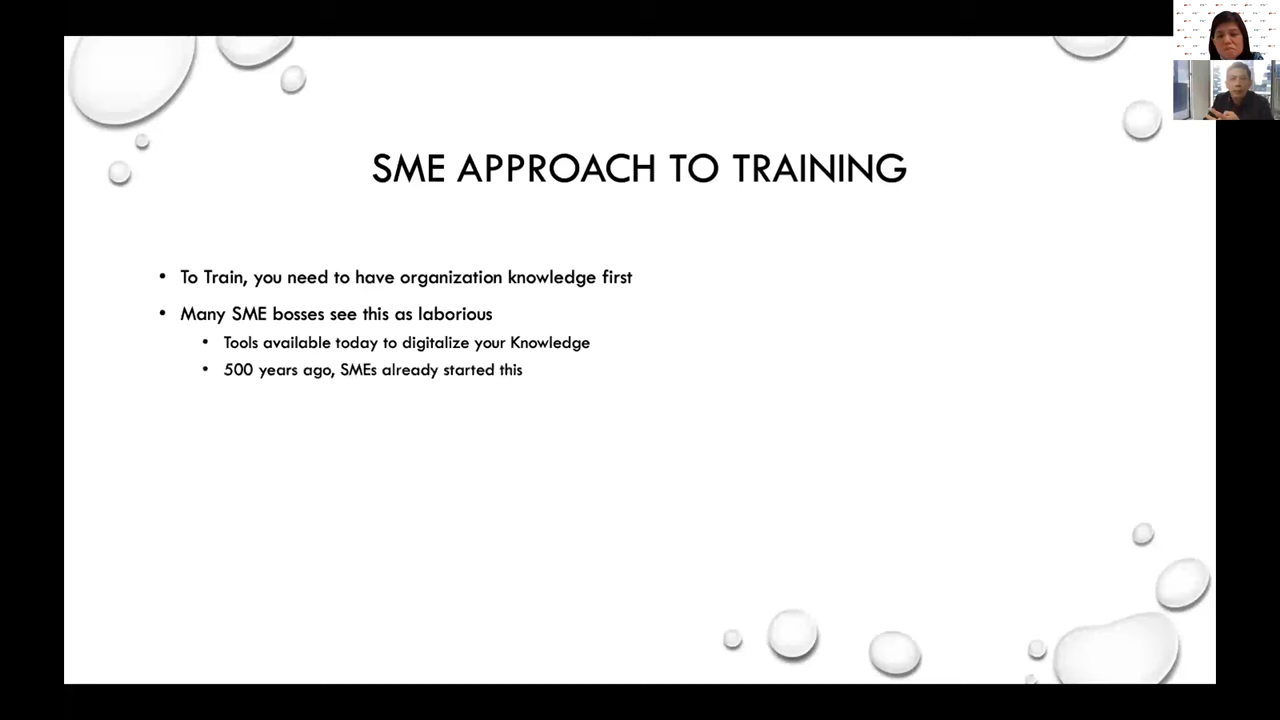 SME APPROACH TO TRAINING
• To Train, you need to have organization knowledge first
• Many SME bosses see this as laborious
• Tools available today to digitalize your Knowledge
• 500 years ago, SMEs already started this